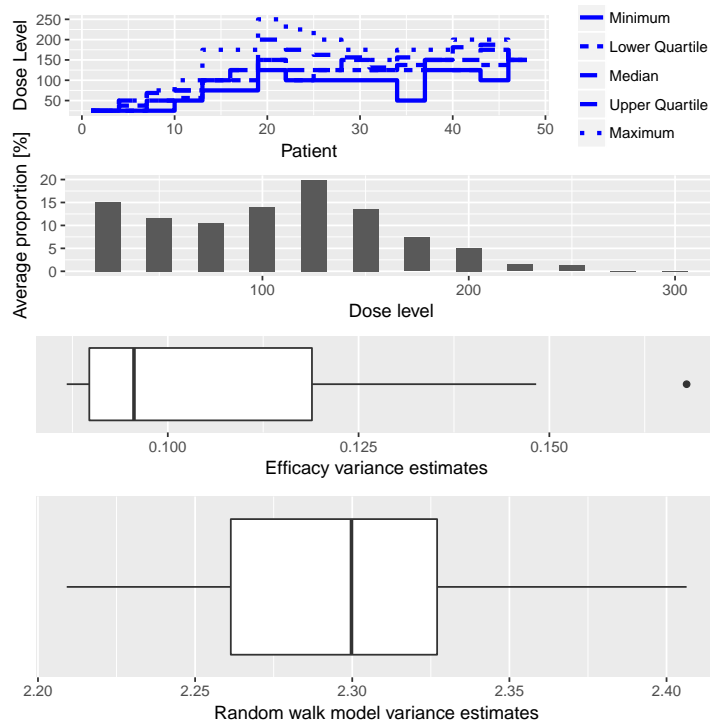 Dose Level
250
200
150
100
50
0
10
20
30
40
50
Patient
Minimum
Lower Quartile
Median
Upper Quartile
Maximum
Average proportion [%]
20
15
10
5
0
100
200
300
Dose level
0.100
0.125
0.150
Efficacy variance estimates
2.20
2.25
2.30
2.35
2.40
Random walk model variance estimates